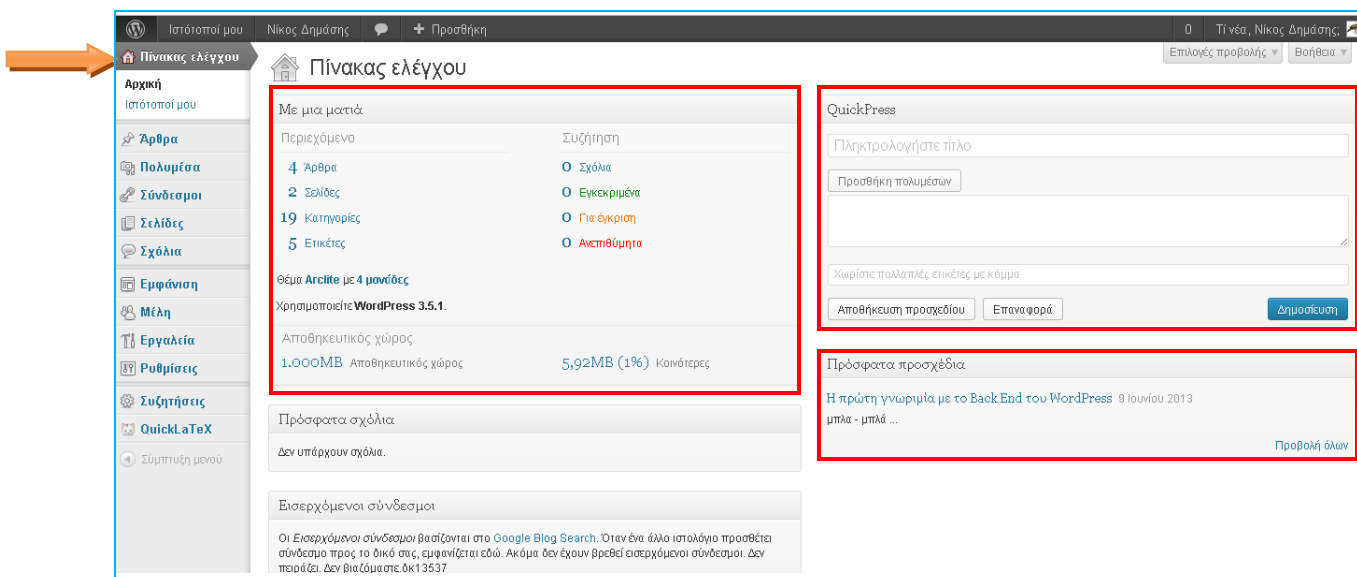 Ιστότοποί μου Νίκος Δημάσης Προσθήκη 0 Τί νέα, Νίκος Δημάσης;
Πίνακας ελέγχου
Αρχική
Ιστότοποί μου
Άρθρα
Πολυμέσα
Σύνδεσμοι
Σελίδες
Σχόλια
Εμφάνιση
Μέλη
Εργαλεία
Ρυθμίσεις
Συζητήσεις
QuickLaTeX
Σύμπτυξη μενού
Επιλογές προβολής Βοήθεια
Πίνακας ελέγχου
Με μια ματιά
Περιεχόμενο Συζήτηση
4 Άρθρα 0 Σχόλια
2 Σελίδες 0 Εγκεκριμένα
19 Κατηγορίες 0 Για έγκριση
5 Ετικέτες 0 Ανεπιθύμητα
Θέμα Arclite με 4 μονάδες
Χρησιμοποιείτε WordPress 3.5.1.
Αποθηκευτικός χώρος
1.000MB Αποθηκευτικός χώρος 5,92MB (1%) Κοινότερες
Πρόσφατα σχόλια
Δεν υπάρχουν σχόλια.
Εισερχόμενοι σύνδεσμοι
Οι Εισερχόμενοι σύνδεσμοι βασίζονται στο Google Blog Search. Όταν ένα άλλο ιστολόγιο προσθέτει
σύνδεσμο προς το δικό σας, εμφανίζεται εδώ. Ακόμα δεν έχουν βρεθεί εισερχόμενοι σύνδεσμοι. Δεν
πειράζει. Δεν βιαζόμαστε.δκ13537
QuickPress
Πληκτρολογήστε τίτλο
Προσθήκη πολυμέσων
Χωρίστε πολλαπλές ετικέτες με κόμμα
Αποθήκευση προσχεδίου Επαναφορά Δημοσίευση
Πρόσφατα προσχέδια
Η πρώτη γνωριμία με το Back End του WordPress 9 Ιουνίου 2013
μπλα - μπλά ...
Προβολή όλων